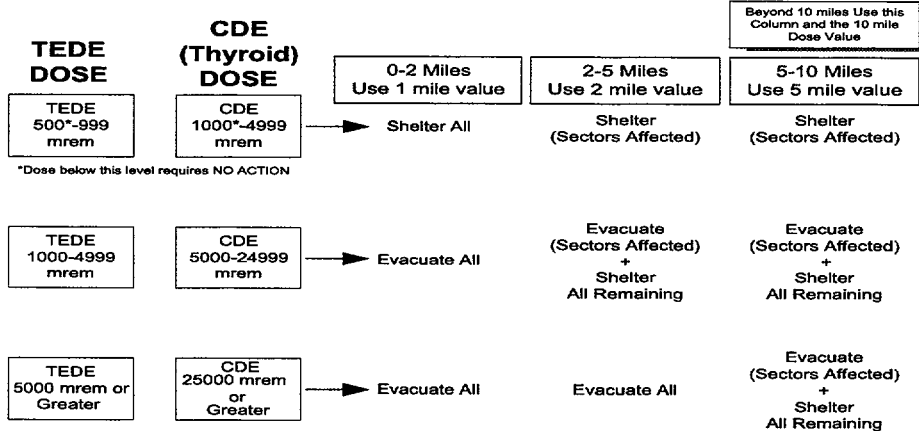 Beyond 10 miles Use this
Column and the 10 mile
Dose Value
TEDE
DOSE
CDE
(Thyroid)
DOSE
0-2 Miles
Use 1 mile value
2-5 Miles
Use 2 mile value
5-10 Miles
Use 5 mile value
TEDE
500*-999
mrem
CDE
1000*-4999
mrem
Shelter All
Shelter
(Sectors Affected)
Shelter
(Sectors Affected)
*Dose below this level requires NO ACTION
TEDE
1000-4999
mrem
CDE
5000-24999
mrem
Evacuate All
Evacuate
(Sectors Affected)
+
Shelter
All Remaining
Evacuate
(Sectors Affected)
+
Shelter
All Remaining
TEDE
5000 mrem or
Greater
CDE
25000 mrem
or
Greater
Evacuate All
Evacuate All
Evacuate
(Sectors Affected)
+
Shelter
All Remaining